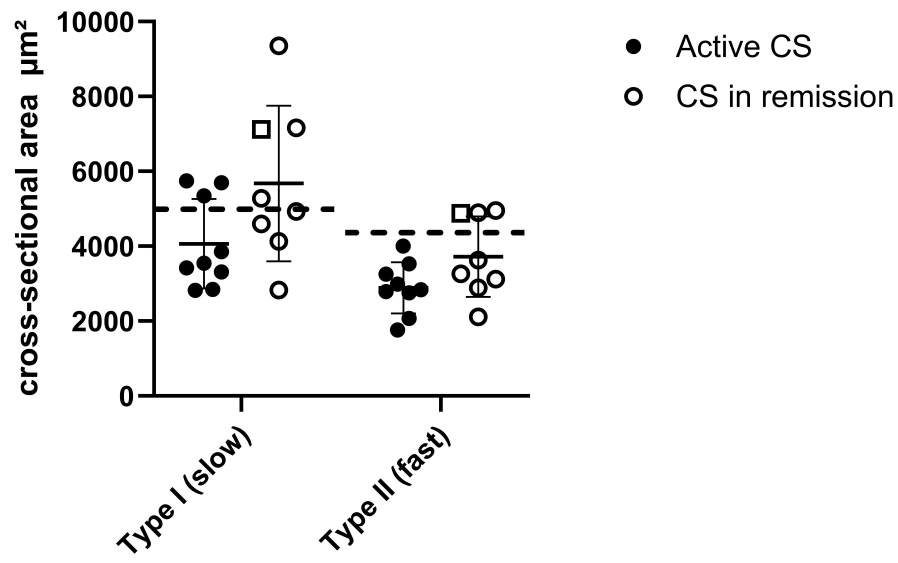 cross-sectional area µm²
10000
8000
6000
4000
2000
0
Type I (slow)
Type II (fast)
Active CS
CS in remission